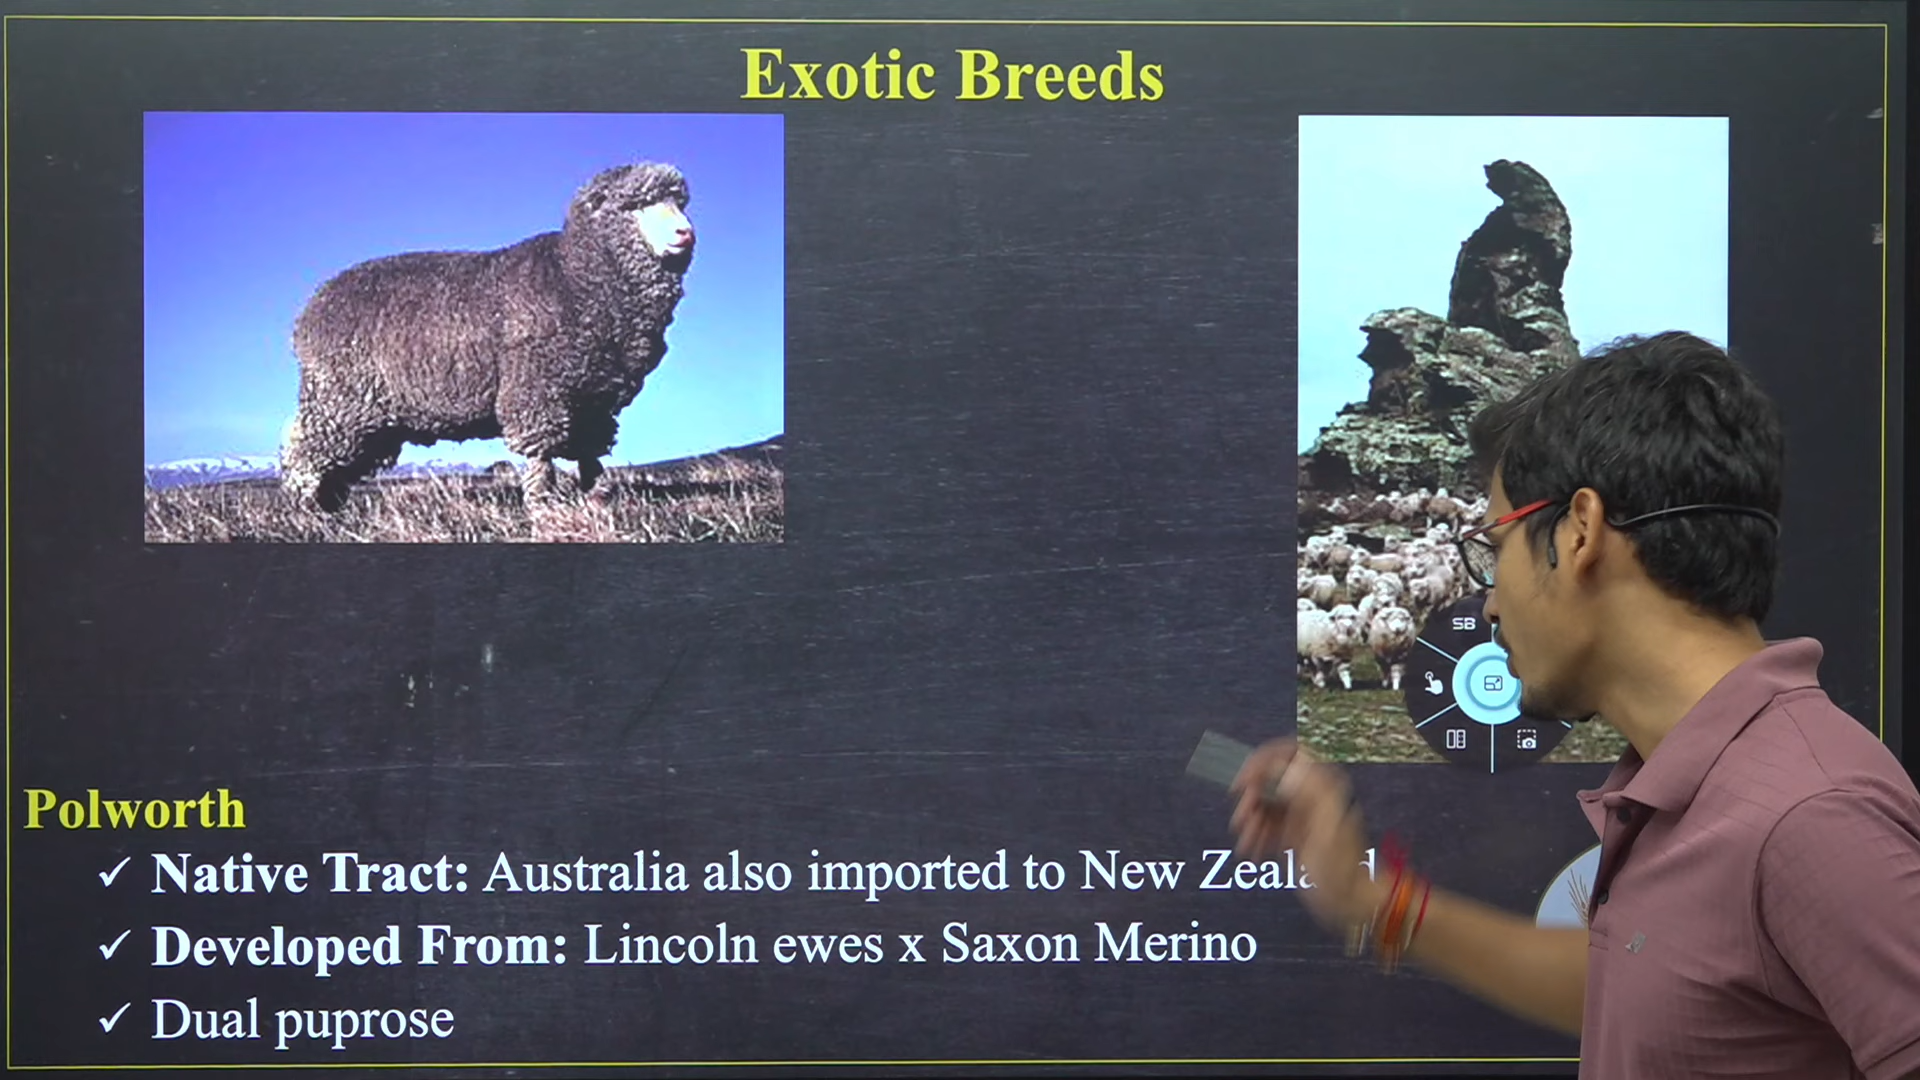 Exotic Breeds
SB
Polworth
✓ Native Tract: Australia also imported to New Zealand
✓ Developed From: Lincoln ewes x Saxon Merino
✓ Dual puprose